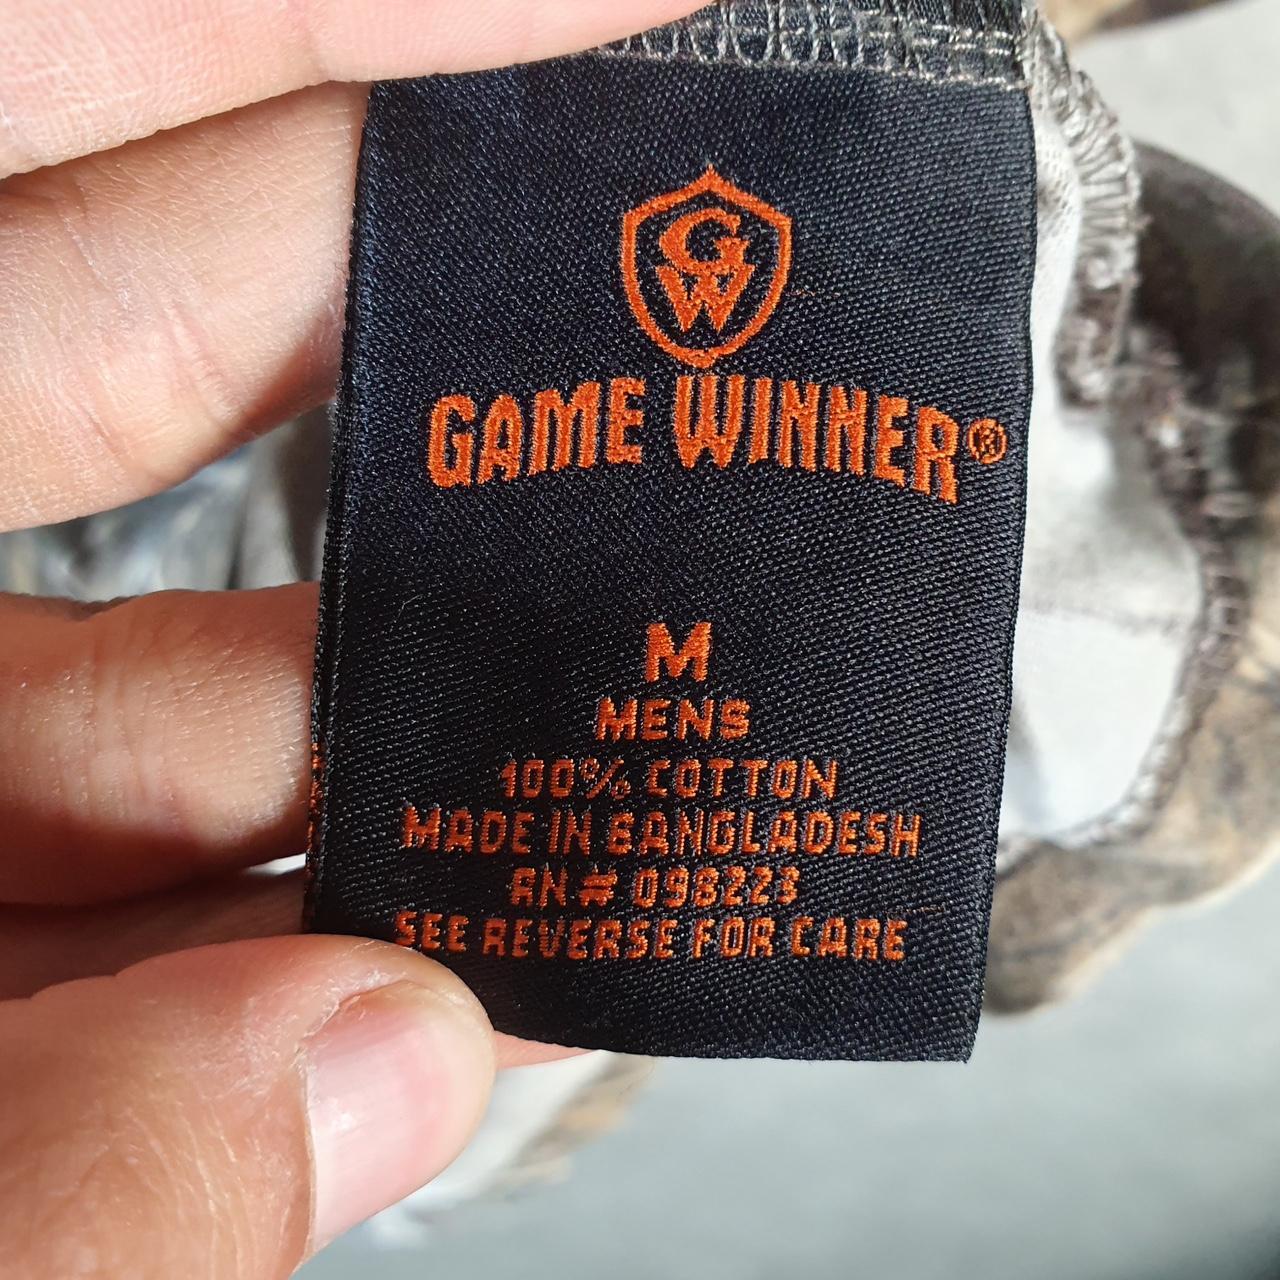 GW
GAME WINNER®
M
MENS
100% COTTON
MADE IN BANGLADESH
RN# 098223
SEE REVERSE FOR CARE